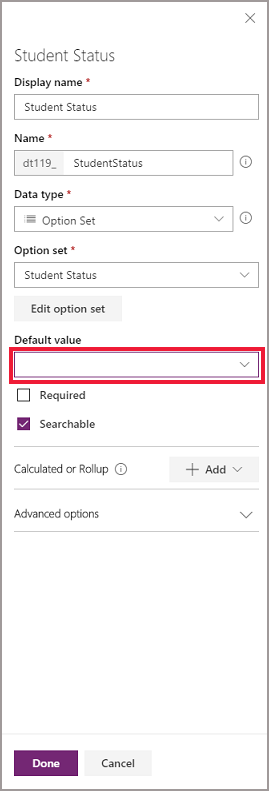 Student Status
Display name *
Student Status
Name *
dt119_ StudentStatus
Data type *
Option Set
Option set *
Student Status
Edit option set
Default value
Required
Searchable
Calculated or Rollup
Add
Advanced options
Done
Cancel